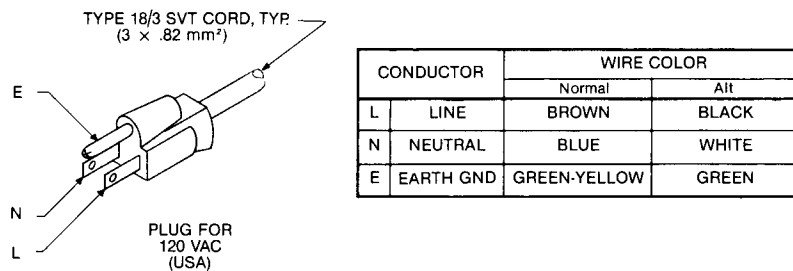 TYPE 18/3 SVT CORD, TYP.
(3 × .82 mm²)
E
N
L
PLUG FOR
120 VAC
(USA)
CONDUCTOR WIRE COLOR
Normal Alt
L LINE BROWN BLACK
N NEUTRAL BLUE WHITE
E EARTH GND GREEN-YELLOW GREEN